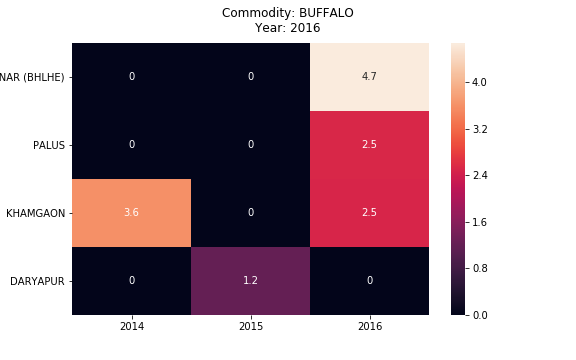 Commodity: BUFFALO
Year: 2016
NAR (BHLHE) 0 0 4.7
PALUS 0 0 2.5
KHAMGAON 3.6 0 2.5
DARYAPUR 0 1.2 0
2014 2015 2016
4.0
3.2
2.4
1.6
0.8
0.0